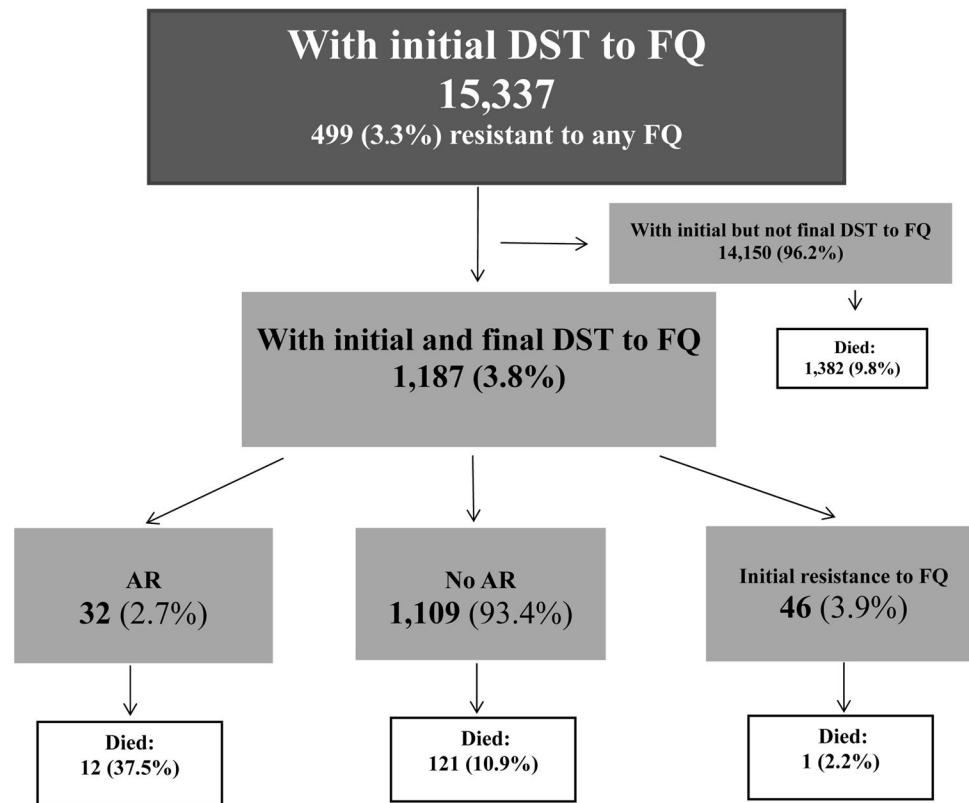 With initial DST to FQ
15,337
499 (3.3%) resistant to any FQ
With initial but not final DST to FQ
14,150 (96.2%)
Died:
1,382 (9.8%)
With initial and final DST to FQ
1,187 (3.8%)
AR
32 (2.7%)
No AR
1,109 (93.4%)
Initial resistance to FQ
46 (3.9%)
Died:
12 (37.5%)
Died:
121 (10.9%)
Died:
1 (2.2%)